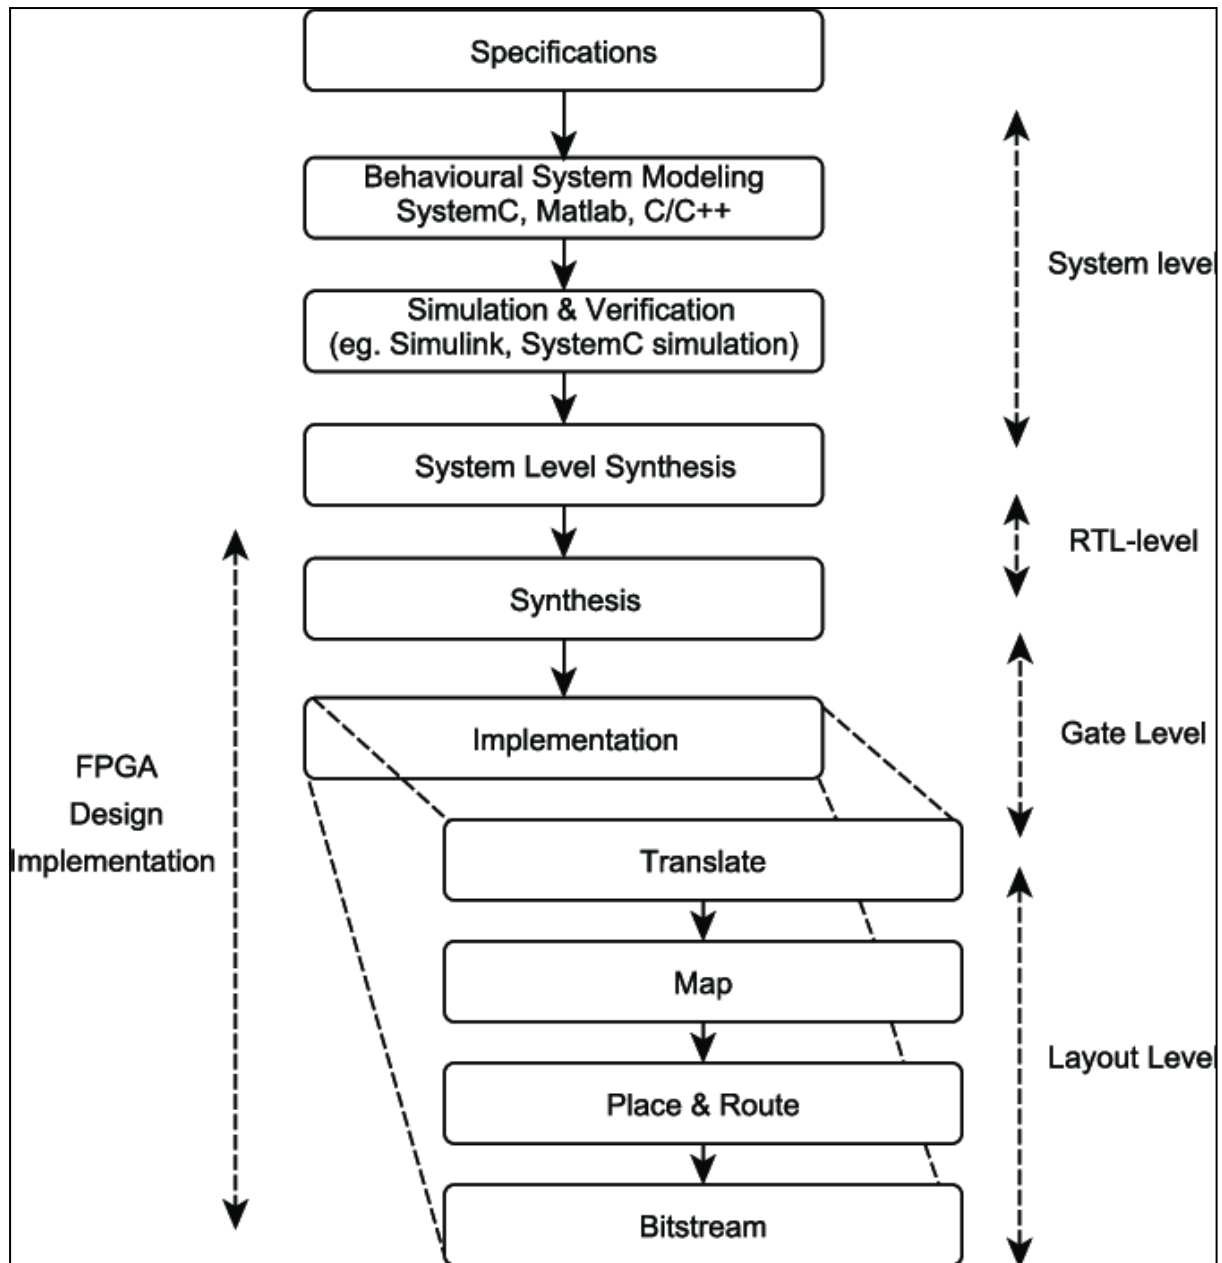 Specifications
Behavioural System Modeling
SystemC, Matlab, C/C++
System level
Simulation & Verification
(eg. Simulink, SystemC simulation)
System Level Synthesis
RTL-level
Synthesis
Implementation
Gate Level
FPGA
Design
Implementation
Translate
Map
Layout Level
Place & Route
Bitstream